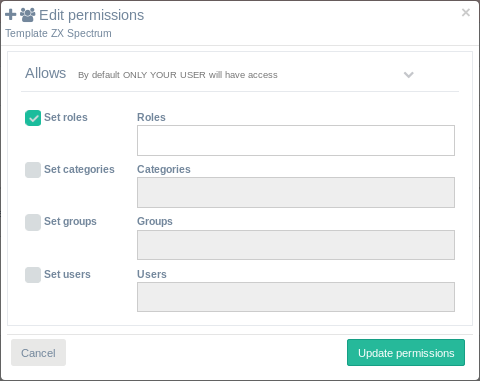 Edit permissions
Template ZX Spectrum
Allows By default ONLY YOUR USER will have access
Set roles Roles
Set categories Categories
Set groups Groups
Set users Users
Cancel Update permissions